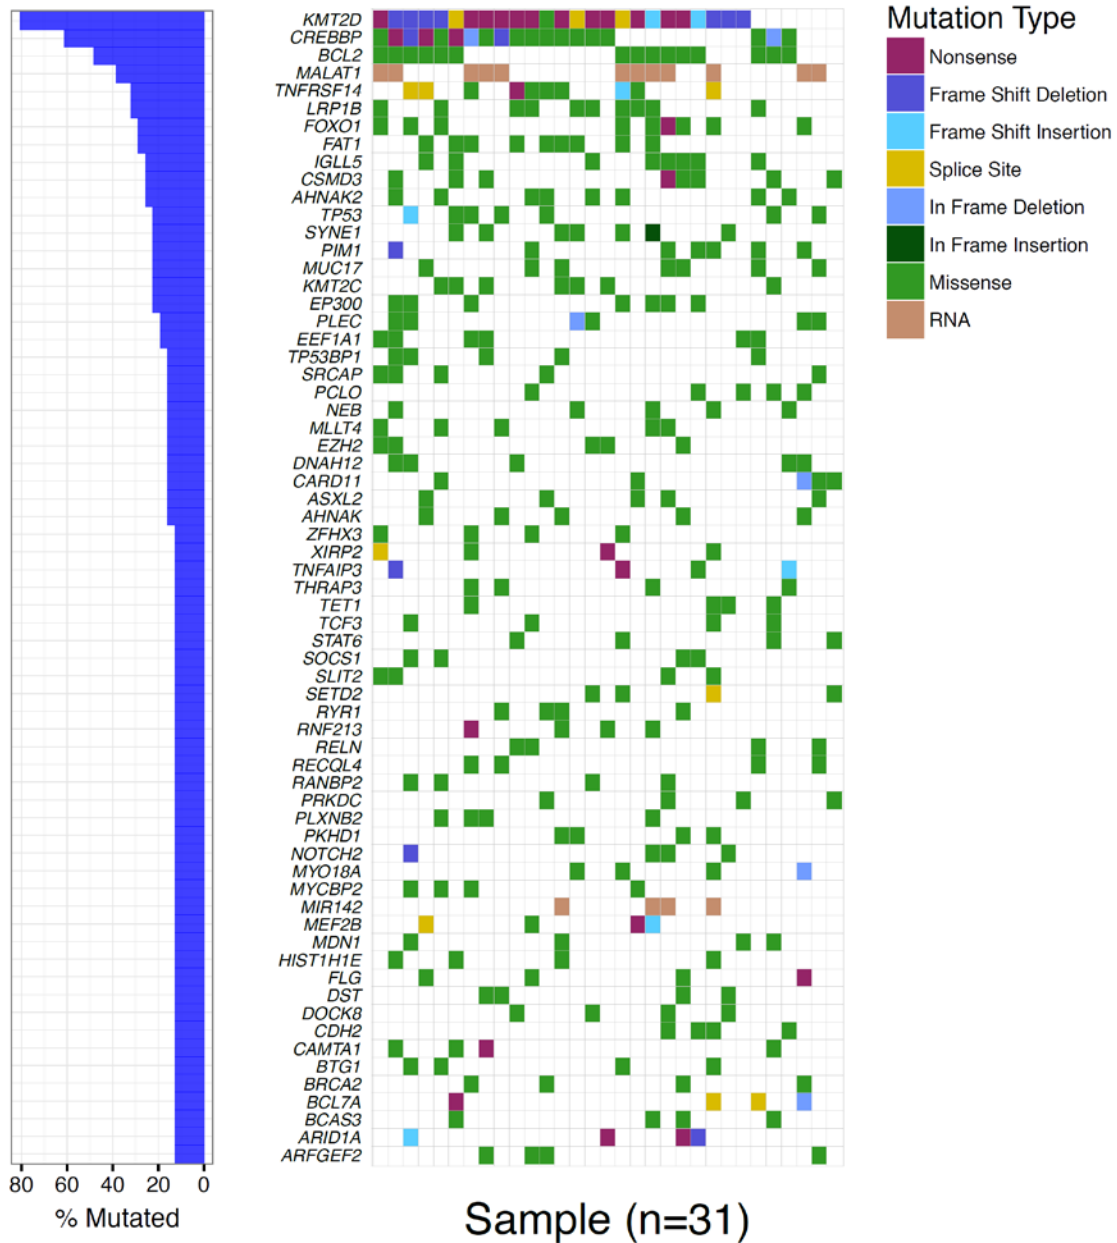 KMT2D
CREBBP
BCL2
MALAT1
TNFRSF14
LRP1B
FOXO1
FAT1
IGLL5
CSMD3
AHNAK2
TP53
SYNE1
PIM1
MUC17
KMT2C
EP300
PLEC
EEF1A1
TP53BP1
SRCAP
PCLO
NEB
MLLT4
EZH2
DNAH12
CARD11
ASXL2
AHNAK
ZFHX3
XIRP2
TNFAIP3
THRAP3
TET1
TCF3
STAT6
SOCS1
SLIT2
SETD2
RYR1
RNF213
RELN
RECQL4
RANBP2
PRKDC
PLXNB2
PKHD1
NOTCH2
MYO18A
MYCBP2
MIR142
MEF2B
MDN1
HIST1H1E
FLG
DST
DOCK8
CDH2
CAMTA1
BTG1
BRCA2
BCL7A
BCAS3
ARID1A
ARFGEF2
80 60 40 20 0
% Mutated
Sample (n=31)
Mutation Type
Nonsense
Frame Shift Deletion
Frame Shift Insertion
Splice Site
In Frame Deletion
In Frame Insertion
Missense
RNA